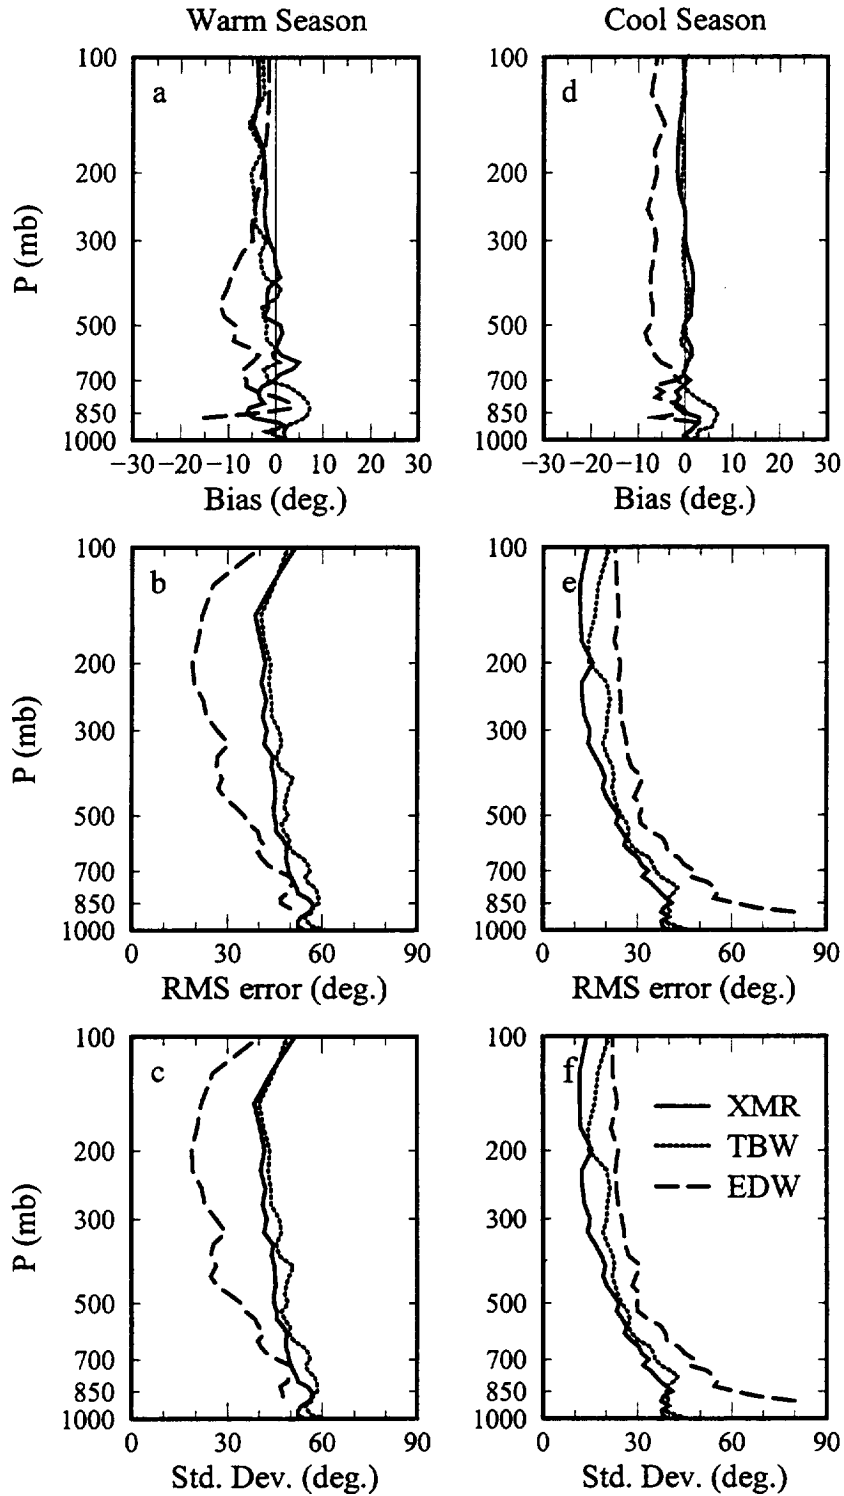 Warm Season
Cool Season
a
100
200
300
500
700
850
1000
P (mb)
−30 −20 −10 0 10 20 30
Bias (deg.)
d
100
200
300
500
700
850
1000
−30 −20 −10 0 10 20 30
Bias (deg.)
b
100
200
300
500
700
850
1000
P (mb)
0 30 60 90
RMS error (deg.)
e
100
200
300
500
700
850
1000
0 30 60 90
RMS error (deg.)
c
100
200
300
500
700
850
1000
P (mb)
0 30 60 90
Std. Dev. (deg.)
f
100
200
300
500
700
850
1000
XMR
TBW
EDW
0 30 60 90
Std. Dev. (deg.)